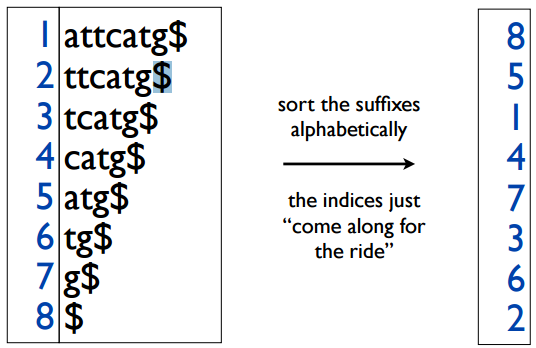 1 attcatg$
2 ttcatg$
3 tcatg$
4 catg$
5 atg$
6 tg$
7 g$
8 $
sort the suffixes
alphabetically
the indices just
“come along for
the ride”
8
5
1
4
7
3
6
2